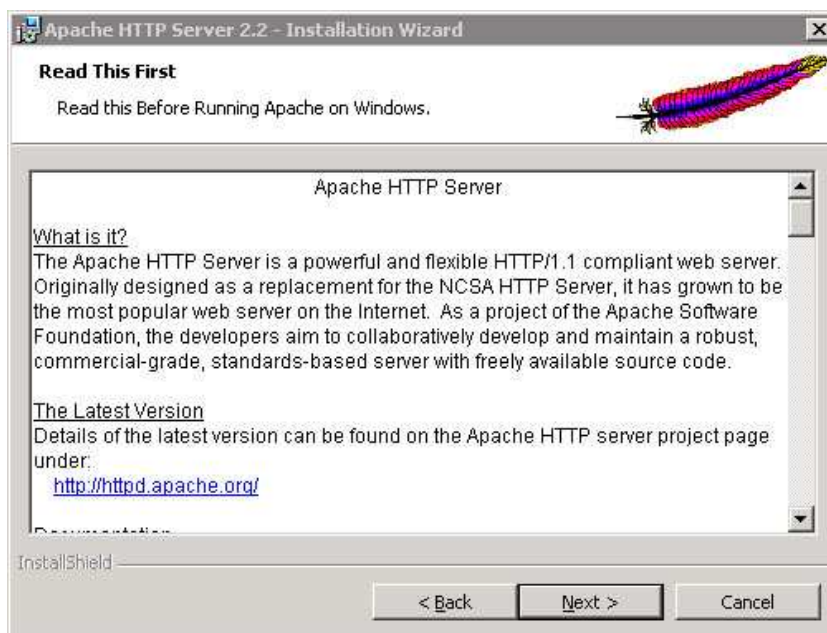 Apache HTTP Server 2.2 - Installation Wizard
Read This First
Read this Before Running Apache on Windows.
Apache HTTP Server
What is it?
The Apache HTTP Server is a powerful and flexible HTTP/1.1 compliant web server.
Originally designed as a replacement for the NCSA HTTP Server, it has grown to be
the most popular web server on the Internet.  As a project of the Apache Software
Foundation, the developers aim to collaboratively develop and maintain a robust,
commercial-grade, standards-based server with freely available source code.
The Latest Version
Details of the latest version can be found on the Apache HTTP server project page
under:
http://httpd.apache.org/
Documentation
InstallShield
< Back
Next >
Cancel